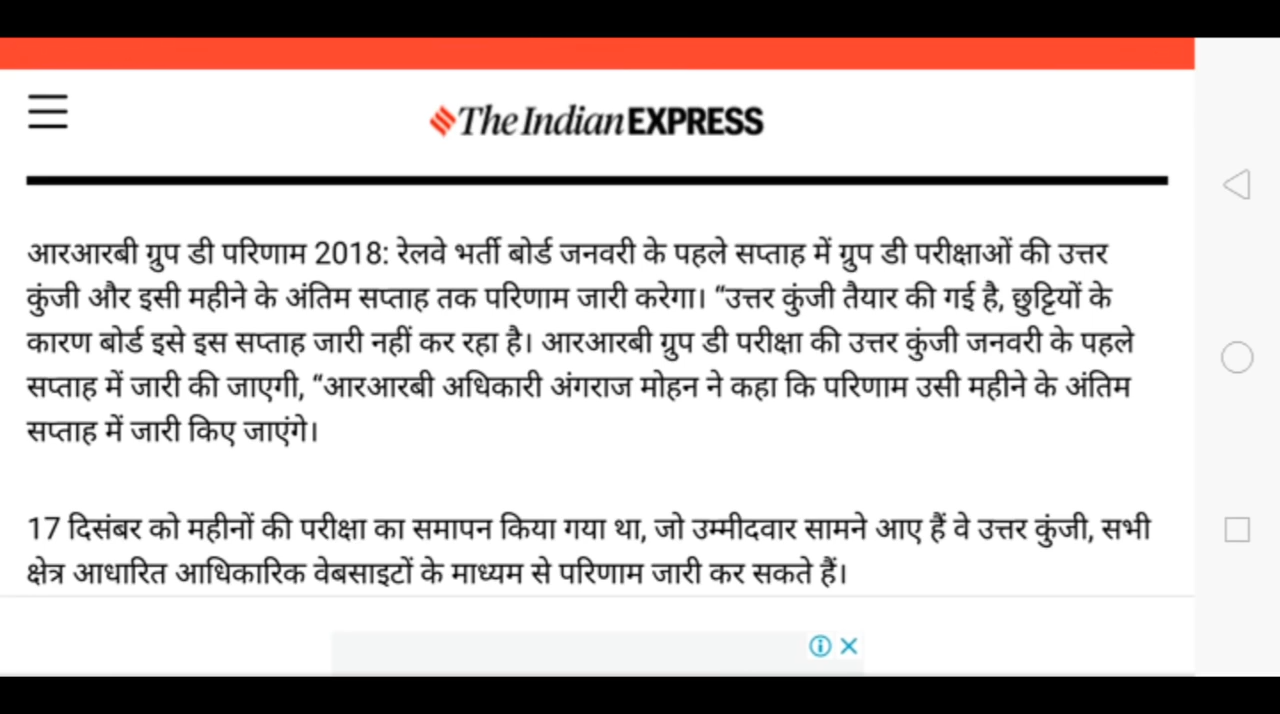 The Indian EXPRESS
आरआरबी ग्रुप डी परिणाम 2018: रेलवे भर्ती बोर्ड जनवरी के पहले सप्ताह में ग्रुप डी परीक्षाओं की उत्तर
कुंजी और इसी महीने के अंतिम सप्ताह तक परिणाम जारी करेगा। “उत्तर कुंजी तैयार की गई है, छुट्टियों के
कारण बोर्ड इसे इस सप्ताह जारी नहीं कर रहा है। आरआरबी ग्रुप डी परीक्षा की उत्तर कुंजी जनवरी के पहले
सप्ताह में जारी की जाएगी, “आरआरबी अधिकारी अंगराज मोहन ने कहा कि परिणाम उसी महीने के अंतिम
सप्ताह में जारी किए जाएंगे।
17 दिसंबर को महीनों की परीक्षा का समापन किया गया था, जो उम्मीदवार सामने आए हैं वे उत्तर कुंजी, सभी
क्षेत्र आधारित आधिकारिक वेबसाइटों के माध्यम से परिणाम जारी कर सकते हैं।